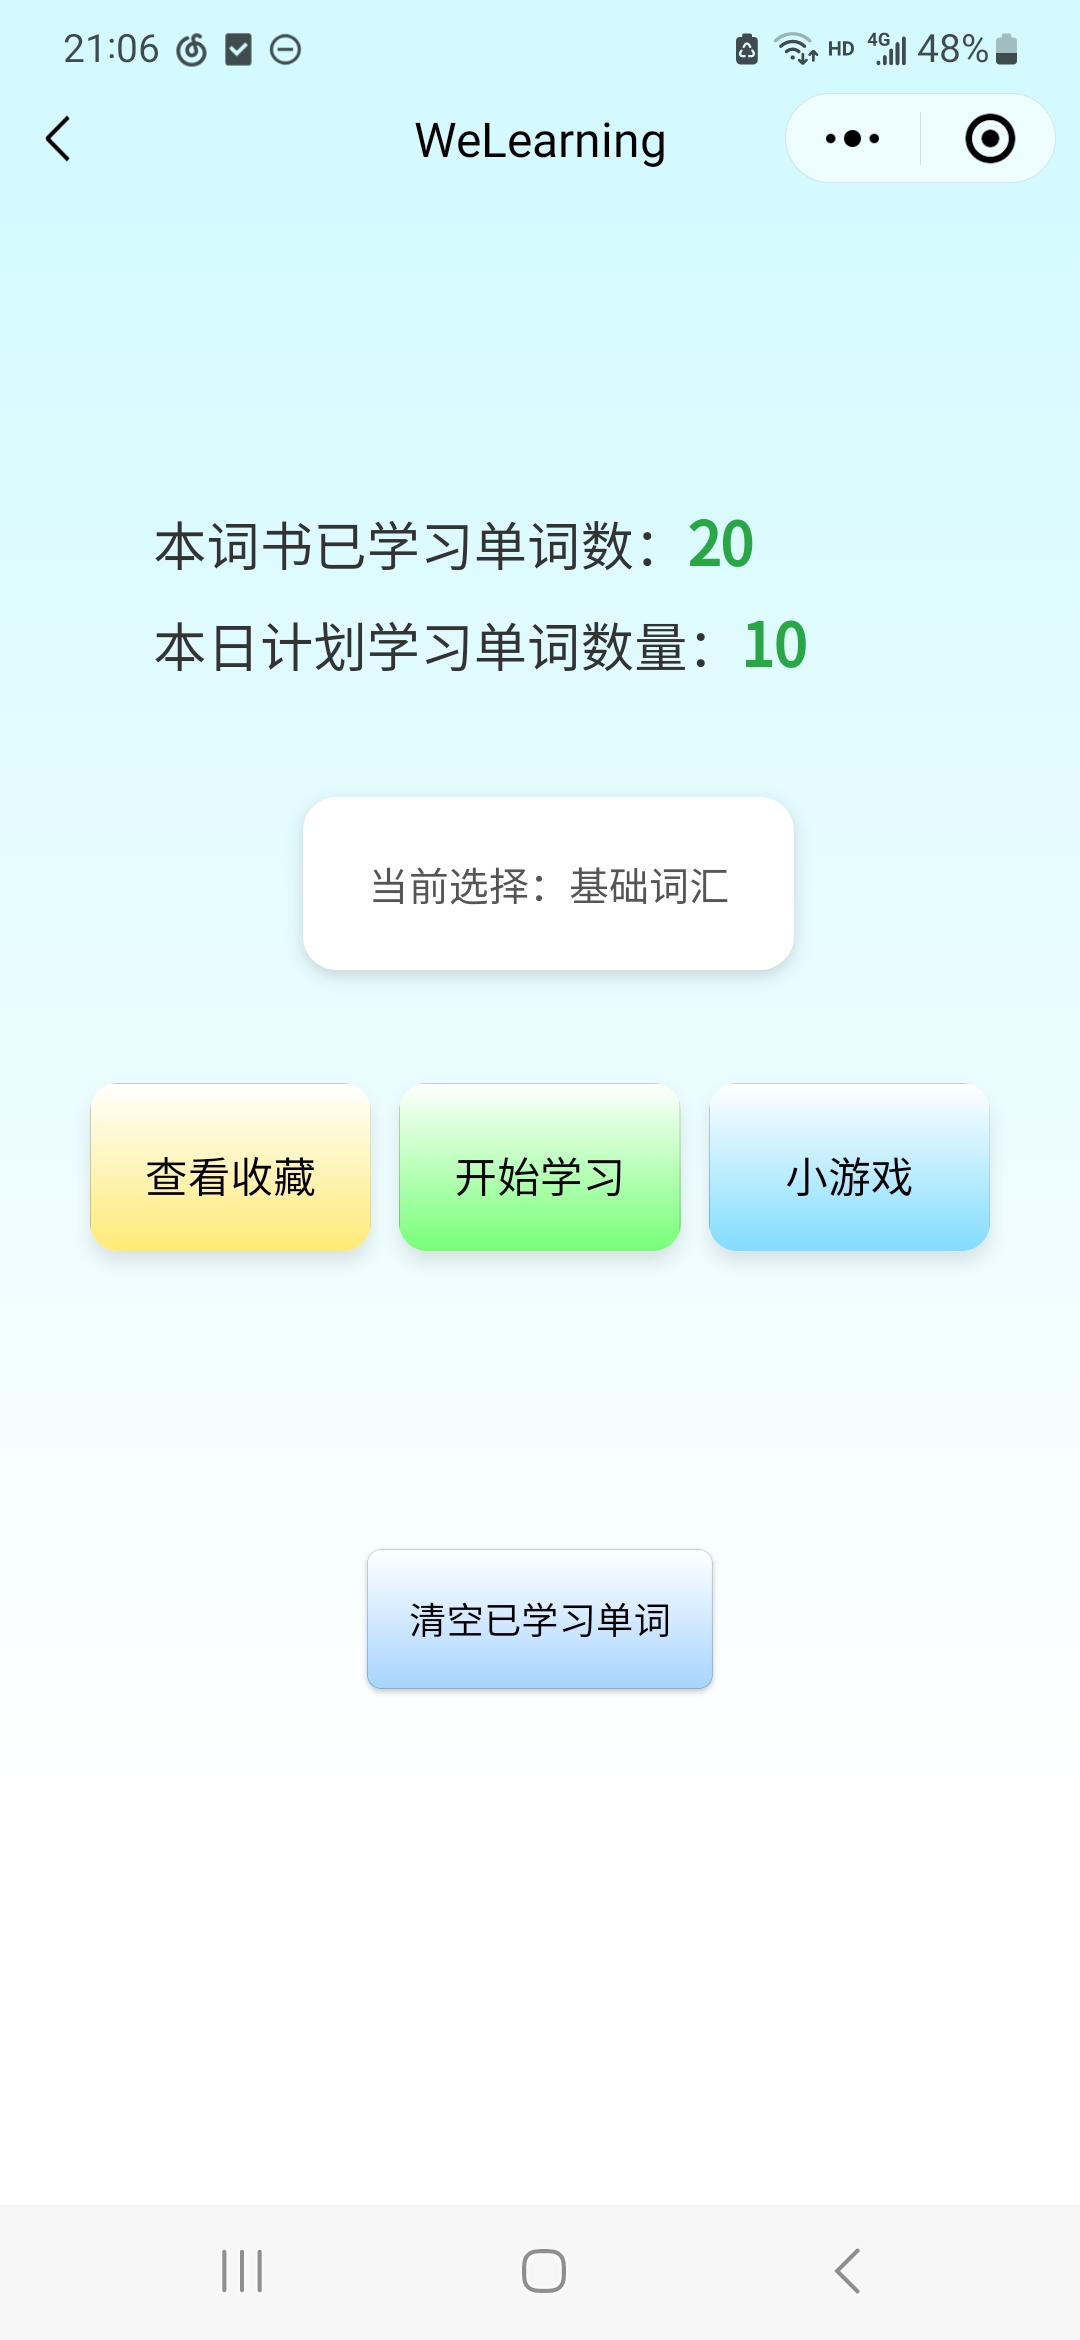 21:06 HD 4G 48%
WeLearning
本词书已学习单词数：20
本日计划学习单词数量：10
当前选择：基础词汇
查看收藏 开始学习 小游戏
清空已学习单词